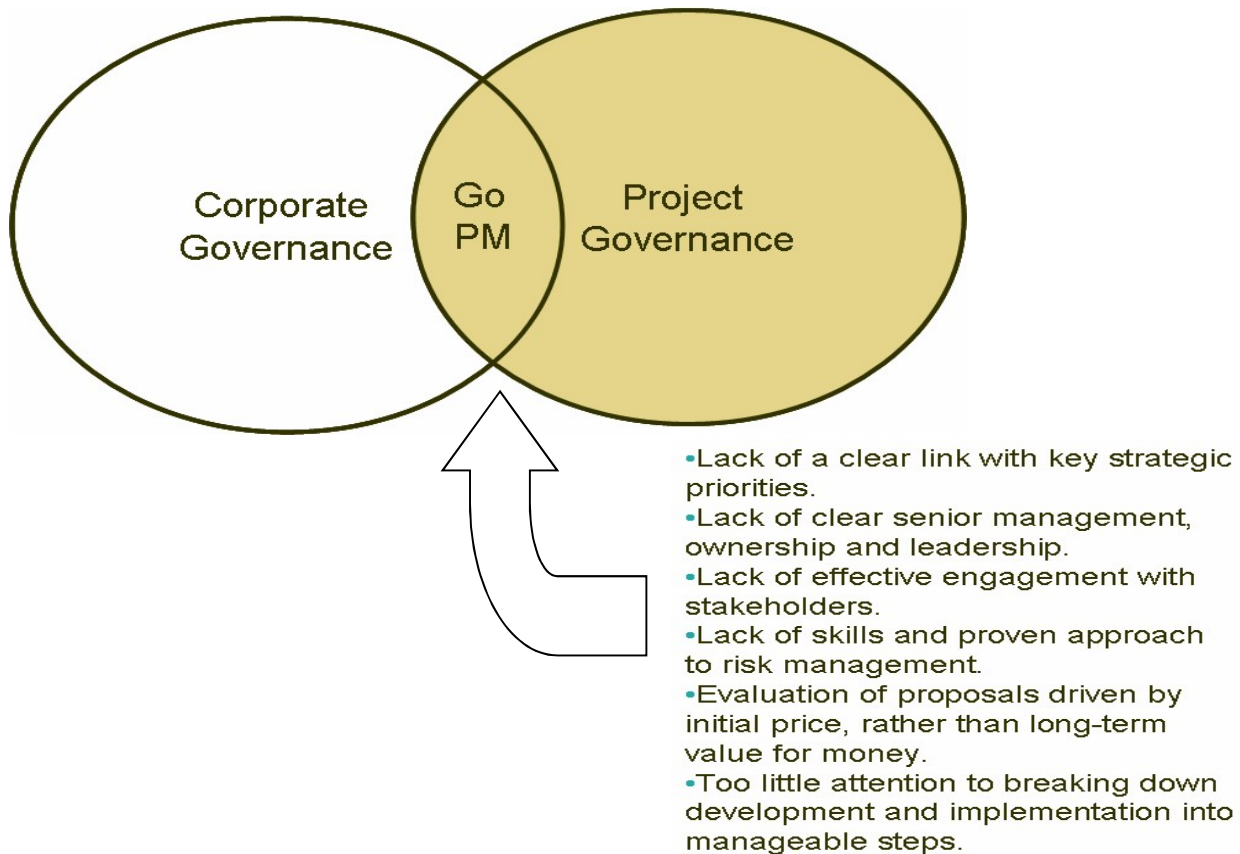 Corporate
Governance
Go
PM
Project
Governance
•Lack of a clear link with key strategic
priorities.
•Lack of clear senior management,
ownership and leadership.
•Lack of effective engagement with
stakeholders.
•Lack of skills and proven approach
to risk management.
•Evaluation of proposals driven by
initial price, rather than long-term
value for money.
•Too little attention to breaking down
development and implementation into
manageable steps.